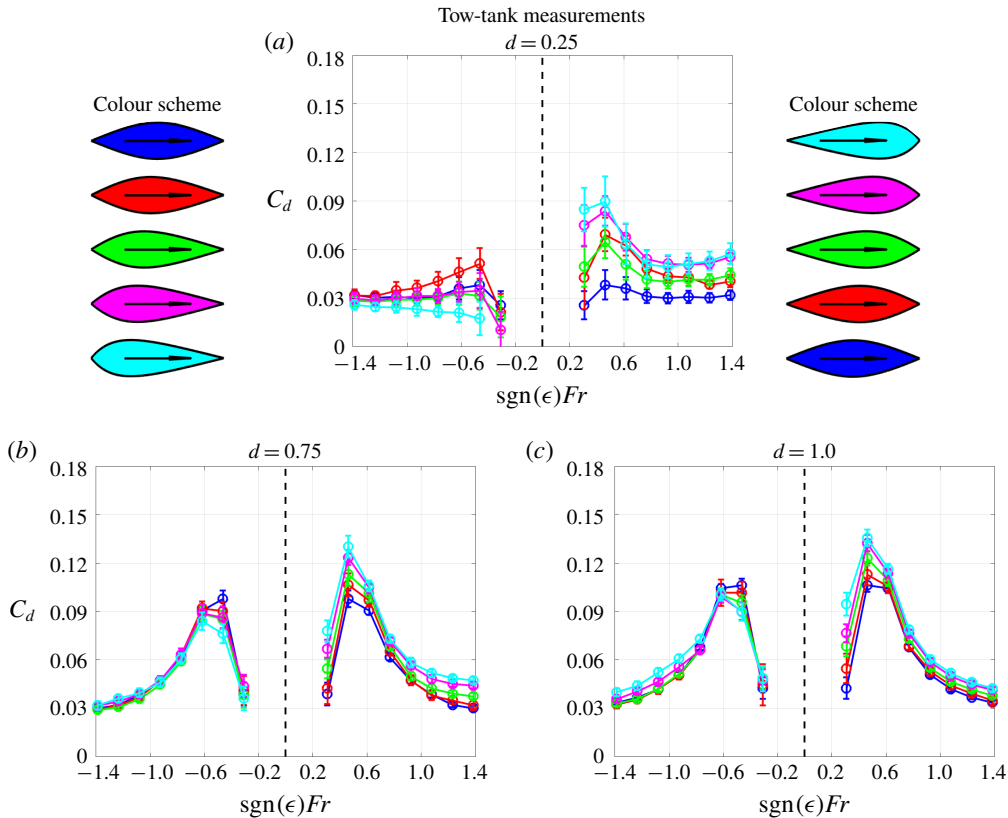 Tow-tank measurements
(a)
d = 0.25
Colour scheme
Colour scheme
0.18
0.15
0.12
0.09
0.06
0.03
0
C_d
−1.4 −1.0 −0.6 −0.2 0.2 0.6 1.0 1.4
sgn(ϵ)Fr
(b)
d = 0.75
0.18
0.15
0.12
0.09
0.06
0.03
0
C_d
−1.4 −1.0 −0.6 −0.2 0.2 0.6 1.0 1.4
sgn(ϵ)Fr
(c)
d = 1.0
0.18
0.15
0.12
0.09
0.06
0.03
0
−1.4 −1.0 −0.6 −0.2 0.2 0.6 1.0 1.4
sgn(ϵ)Fr